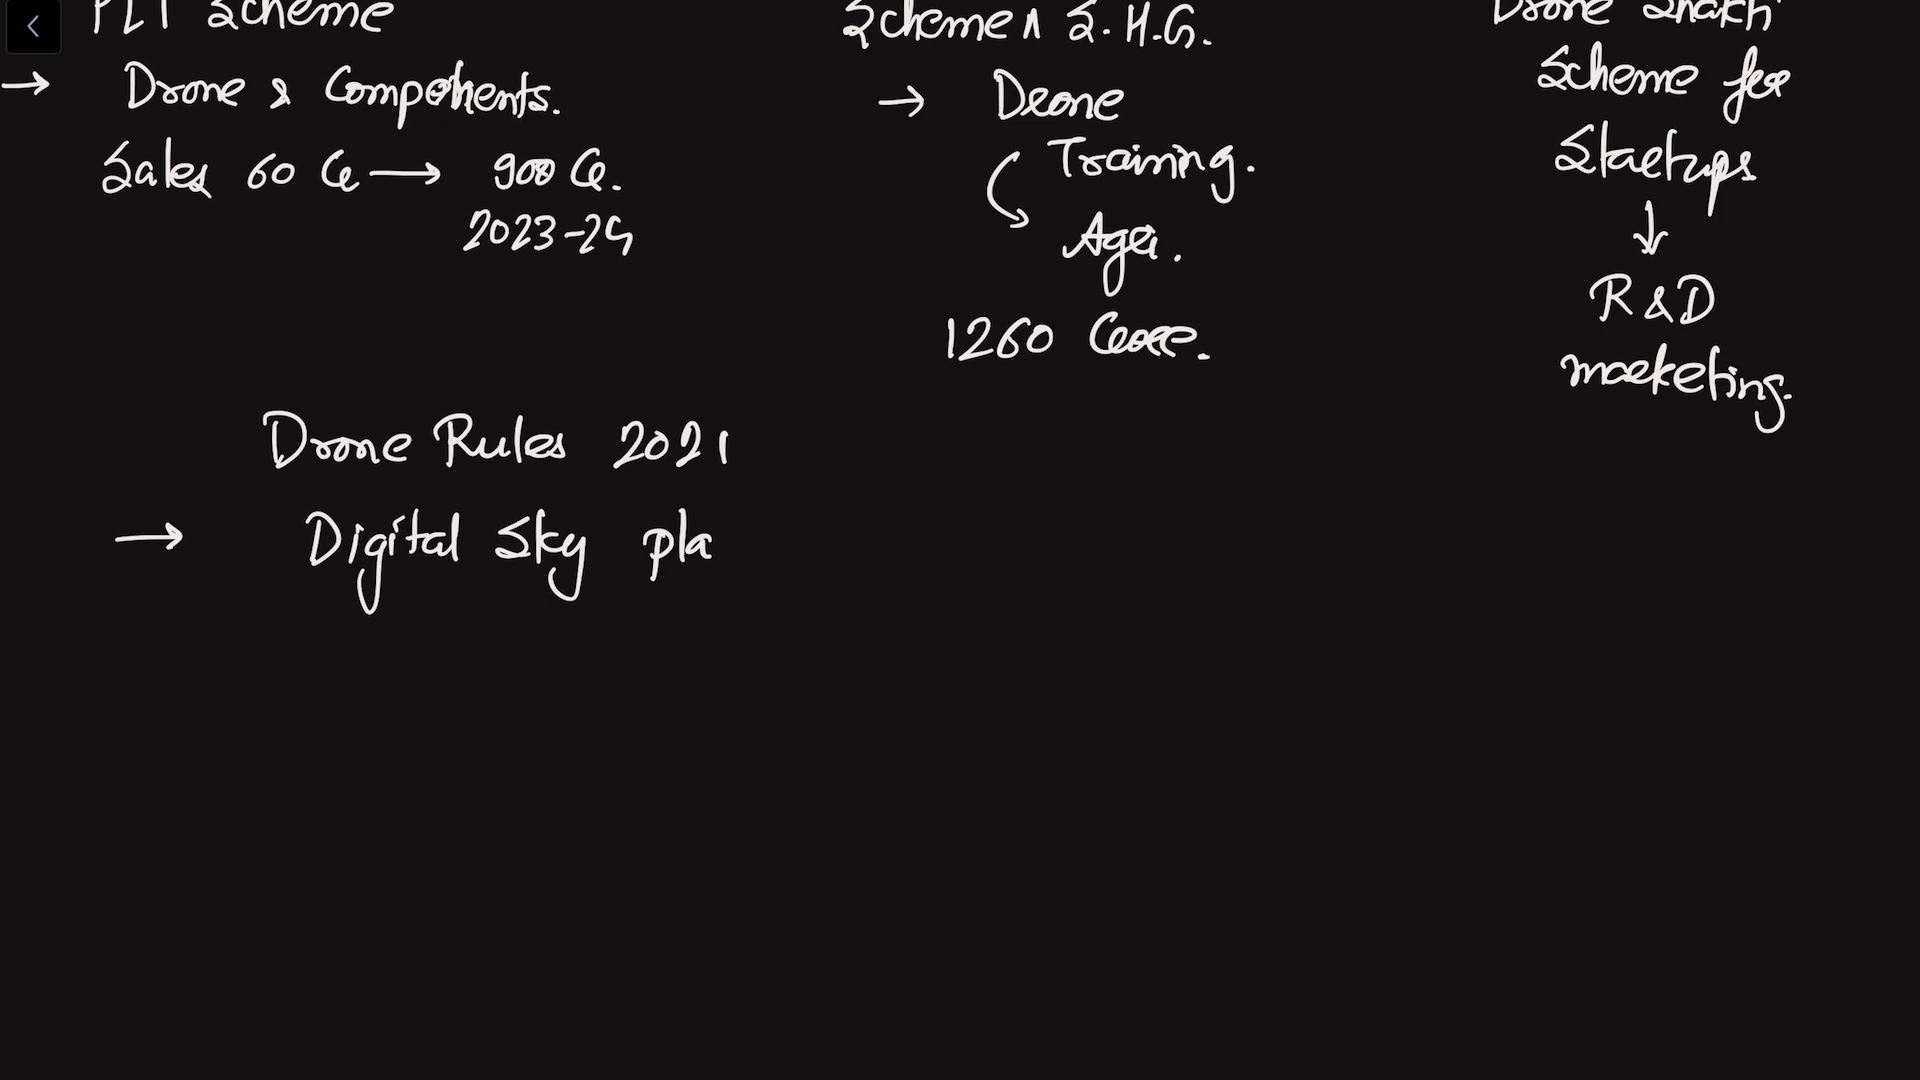 PLI Scheme
→ Drone & Components.
Sales 60 Cr → 900 Cr.
2023-24
Scheme ∧ S.H.G.
→ Drone
Training.
Agri.
1260 Crore.
Drone Shakti
Scheme for
Startups
↓
R&D
marketing.
Drone Rules 2021
→ Digital Sky pla